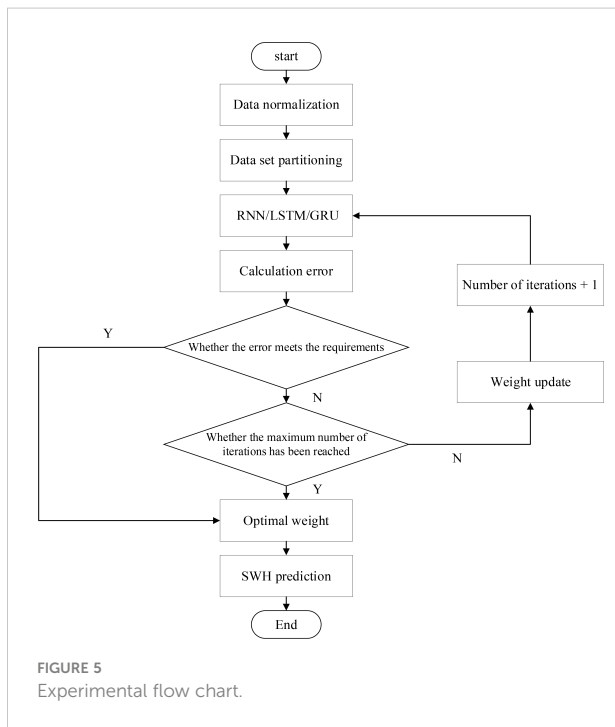 start
Data normalization
Data set partitioning
RNN/LSTM/GRU
Calculation error
Number of iterations + 1
Y
Whether the error meets the requirements
Weight update
N
Whether the maximum number of
iterations has been reached
N
Y
Optimal weight
SWH prediction
End
FIGURE 5
Experimental flow chart.